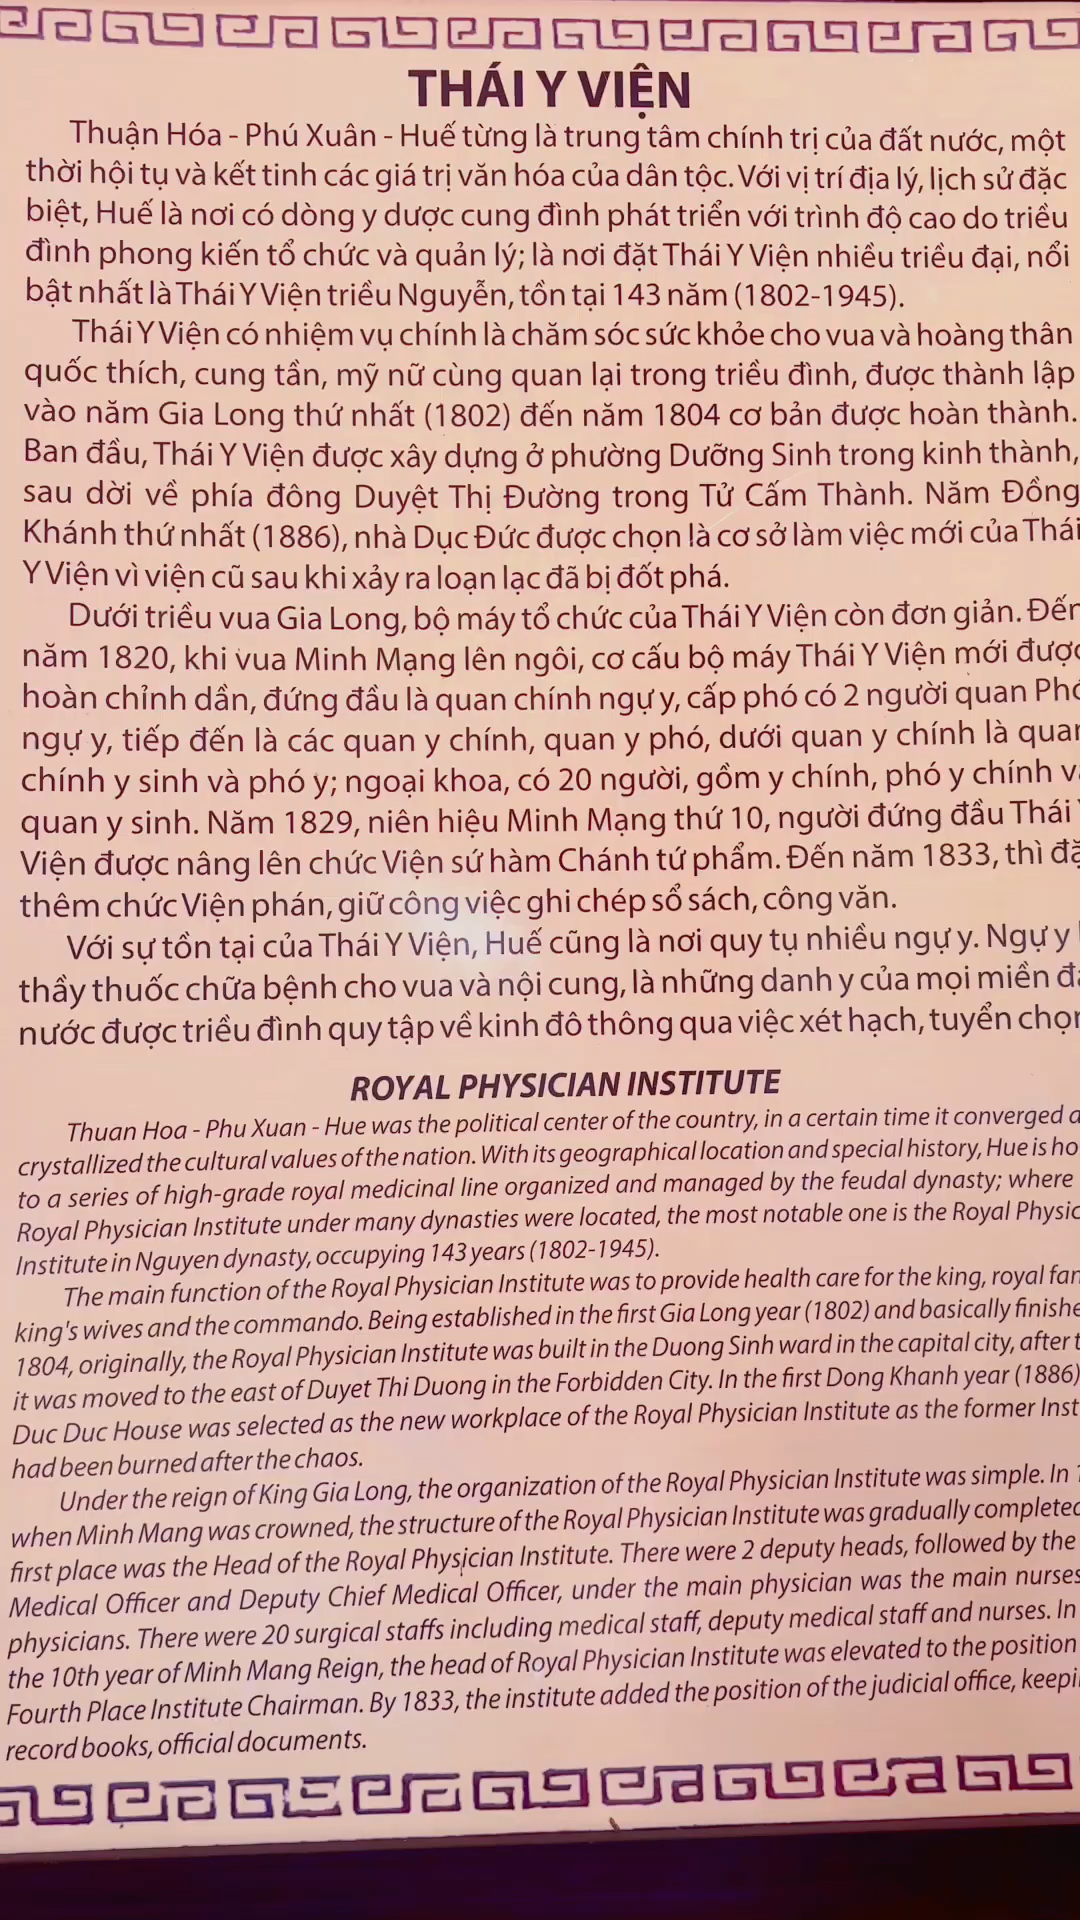 THÁI Y VIỆN
Thuận Hóa - Phú Xuân - Huế từng là trung tâm chính trị của đất nước, một
thời hội tụ và kết tinh các giá trị văn hóa của dân tộc. Với vị trí địa lý, lịch sử đặc
biệt, Huế là nơi có dòng y dược cung đình phát triển với trình độ cao do triều
đình phong kiến tổ chức và quản lý; là nơi đặt Thái Y Viện nhiều triều đại, nổi
bật nhất là Thái Y Viện triều Nguyễn, tồn tại 143 năm (1802-1945).
Thái Y Viện có nhiệm vụ chính là chăm sóc sức khỏe cho vua và hoàng thân
quốc thích, cung tần, mỹ nữ cùng quan lại trong triều đình, được thành lập
vào năm Gia Long thứ nhất (1802) đến năm 1804 cơ bản được hoàn thành.
Ban đầu, Thái Y Viện được xây dựng ở phường Dưỡng Sinh trong kinh thành,
sau dời về phía đông Duyệt Thị Đường trong Tử Cấm Thành. Năm Đồng
Khánh thứ nhất (1886), nhà Dục Đức được chọn là cơ sở làm việc mới của Thái
Y Viện vì viện cũ sau khi xảy ra loạn lạc đã bị đốt phá.
Dưới triều vua Gia Long, bộ máy tổ chức của Thái Y Viện còn đơn giản.
năm 1820, khi vua Minh Mạng lên ngôi, cơ cấu bộ máy Thái Y Viện mới
hoàn chỉnh dần, đứng đầu là quan chính ngự y, cấp phó có 2 người quan
ngự y, tiếp đến là các quan y chính, quan y phó, dưới quan y chính là
chính y sinh và phó y; ngoại khoa, có 20 người, gồm y chính, phó y chính
quan y sinh. Năm 1829, niên hiệu Minh Mạng thứ 10, người đứng đầu Thái
Viện được nâng lên chức Viện sứ hàm Chánh tứ phẩm. Đến năm 1833, thì
thêm chức Viện phán, giữ công việc ghi chép sổ sách, công văn.
Với sự tồn tại của Thái Y Viện, Huế cũng là nơi quy tụ nhiều ngự y. Ngự y
thầy thuốc chữa bệnh cho vua và nội cung, là những danh y của mọi miền
nước được triều đình quy tập về kinh đô thông qua việc xét hạch, tuyển
ROYAL PHYSICIAN INSTITUTE
Thuan Hoa - Phu Xuan - Hue was the political center of the country, in a certain time it converged
crystallized the cultural values of the nation. With its geographical location and special history, Hue is
to a series of high-grade royal medicinal line organized and managed by the feudal dynasty; where
Royal Physician Institute under many dynasties were located, the most notable one is the Royal
Institute in Nguyen dynasty, occupying 143 years (1802-1945).
The main function of the Royal Physician Institute was to provide health care for the king, royal
king's wives and the commando. Being established in the first Gia Long year (1802) and basically
1804, originally, the Royal Physician Institute was built in the Duong Sinh ward in the capital city, after
it was moved to the east of Duyet Thi Duong in the Forbidden City. In the first Dong Khanh year (1886)
Duc Duc House was selected as the new workplace of the Royal Physician Institute as the former
had been burned after the chaos.
Under the reign of King Gia Long, the organization of the Royal Physician Institute was simple. In
when Minh Mang was crowned, the structure of the Royal Physician Institute was gradually completed
first place was the Head of the Royal Physician Institute. There were 2 deputy heads, followed by the
Medical Officer and Deputy Chief Medical Officer, under the main physician was the main nurses
physicians. There were 20 surgical staffs including medical staff, deputy medical staff and nurses. In
the 10th year of Minh Mang Reign, the head of Royal Physician Institute was elevated to the position
Fourth Place Institute Chairman. By 1833, the institute added the position of the judicial office,
record books, official documents.